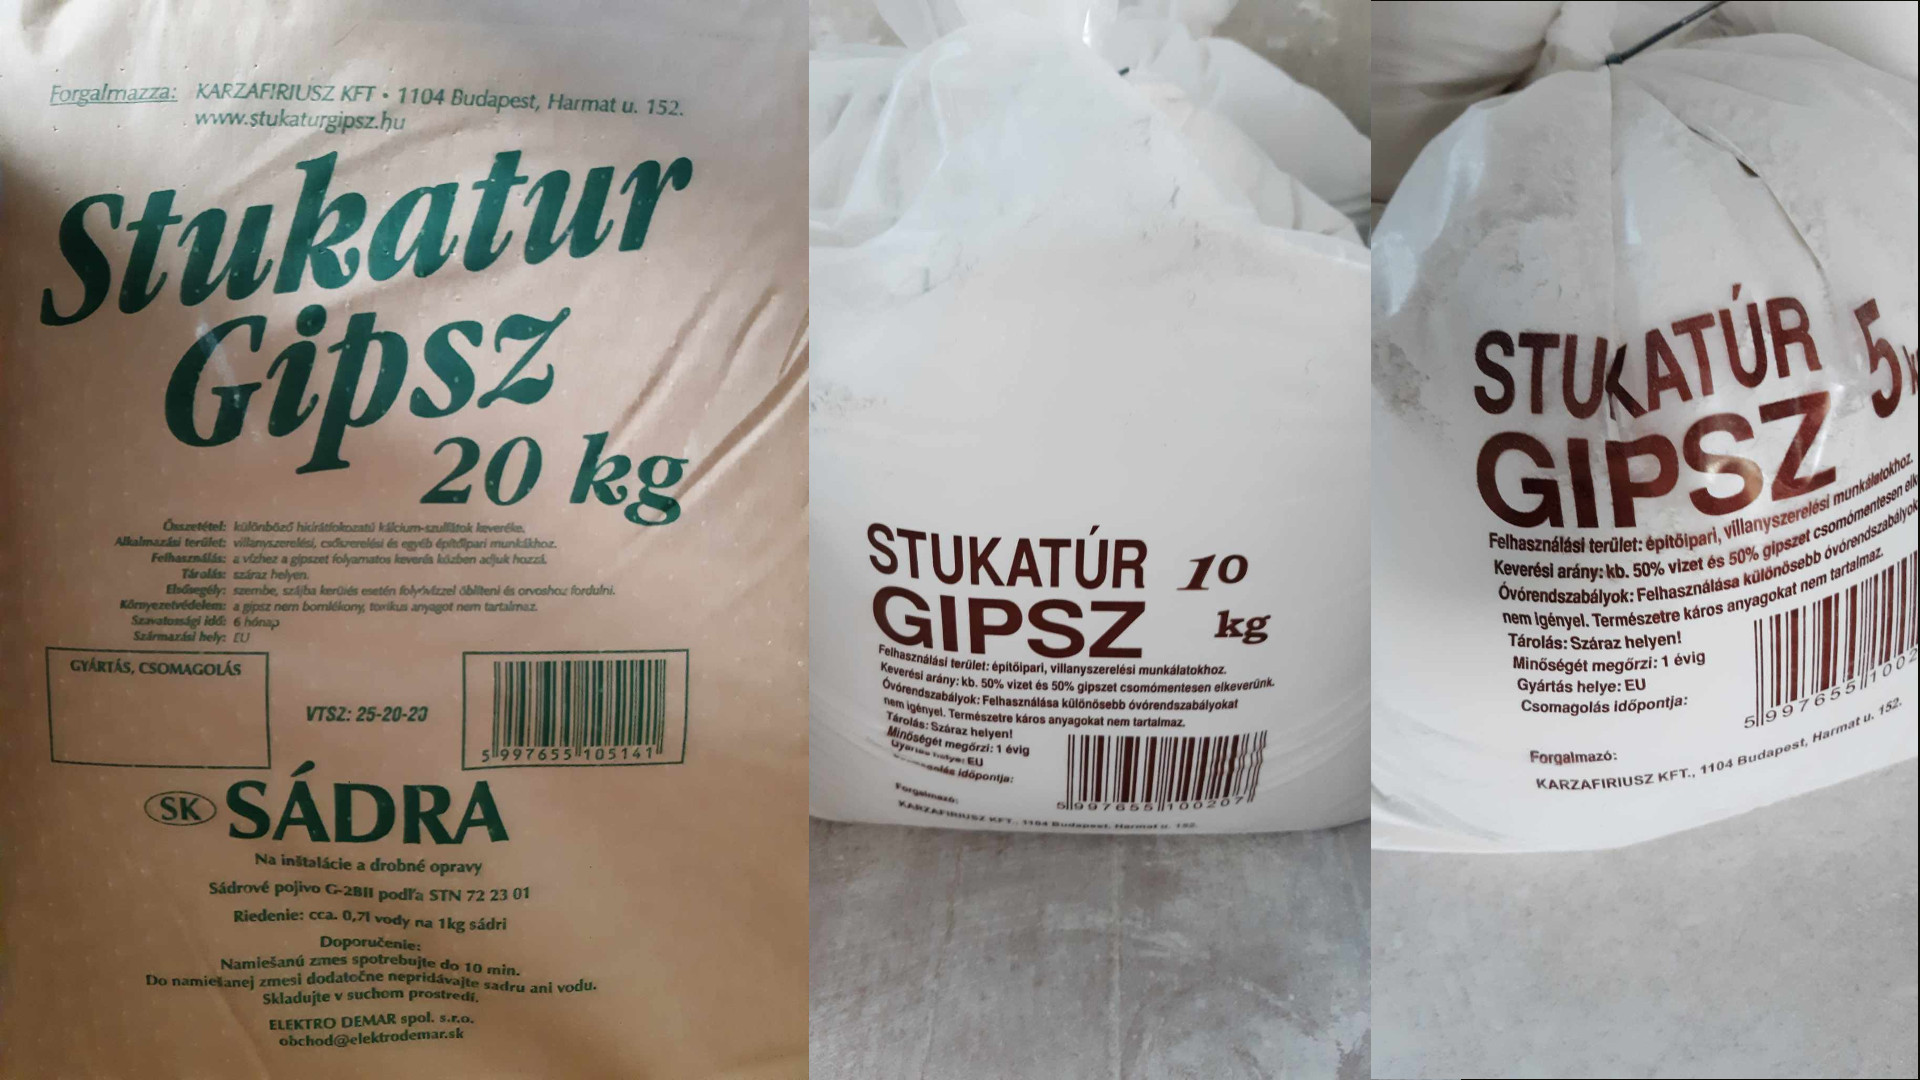 Forgalmazza: KARZAFIRIUSZ KFT • 1104 Budapest, Harmat u. 152.
www.stukaturgipsz.hu
Stukatur
Gipsz
20 kg
Összetétel: különböző hidrátfokozatú kálcium-szulfátok keveréke.
Alkalmazási terület: villanyszerelési, csőszerelési és egyéb építőipari munkákhoz.
Felhasználás: a vízhez a gipszet folyamatos keverés közben adjuk hozzá.
Tárolás: száraz helyen.
Elsősegély: szembe, szájba kerülés esetén folyóvízzel öblíteni és orvoshoz fordulni.
Környezetvédelem: a gipsz nem bomlékony, toxikus anyagot nem tartalmaz.
Szavatossági idő: 6 hónap
Származási hely: EU
GYÁRTÁS, CSOMAGOLÁS
VTSZ: 25-20-20
5 997655 105141
SK SÁDRA
Na inštalácie a drobné opravy
Sádrové pojivo G-2BII podľa STN 72 23 01
Riedenie: cca. 0,7l vody na 1kg sádri
Doporučenie:
Namiešanú zmes spotrebujte do 10 min.
Do namiešanej zmesi dodatočne nepridávajte sadru ani vodu.
Skladujte v suchom prostredí.
ELEKTRO DEMAR spol. s.r.o.
obchod@elektrodemar.sk
STUKATÚR 10
GIPSZ kg
Felhasználási terület: építőipari, villanyszerelési munkálatokhoz.
Keverési arány: kb. 50% vizet és 50% gipszet csomómentesen elkeverünk.
Óvórendszabályok: Felhasználása különösebb óvórendszabályokat
nem igényel. Természetre káros anyagokat nem tartalmaz.
Tárolás: Száraz helyen!
Minőségét megőrzi: 1 évig
Gyártás helye: EU
időpontja:
Forgalmazó:
KARZAFIRIUSZ KFT., 1104 Budapest, Harmat u. 152.
5 997655 100207
STUKATÚR 5
GIPSZ
Felhasználási terület: építőipari, villanyszerelési munkálatokhoz.
Keverési arány: kb. 50% vizet és 50% gipszet csomómentesen
Óvórendszabályok: Felhasználása különösebb óvórendszabályok
nem igényel. Természetre káros anyagokat nem tartalmaz.
Tárolás: Száraz helyen!
Minőségét megőrzi: 1 évig
Gyártás helye: EU
Csomagolás időpontja:
5 997655 1002
Forgalmazó:
KARZAFIRIUSZ KFT., 1104 Budapest, Harmat u. 152.